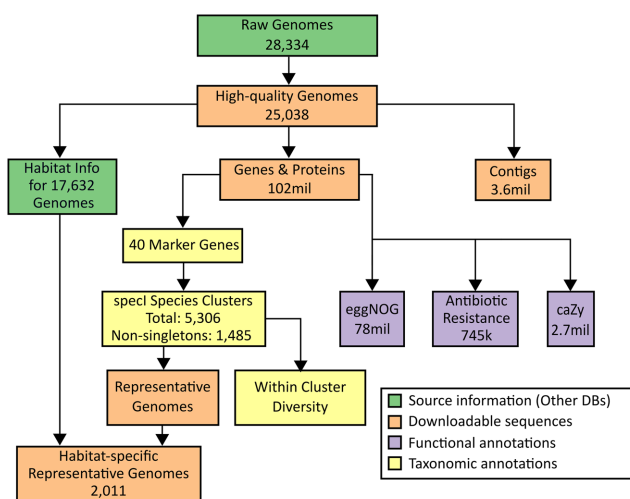 Raw Genomes
28,334
High-quality Genomes
25,038
Habitat Info
for 17,632
Genomes
Genes & Proteins
102mil
Contigs
3.6mil
40 Marker Genes
specI Species Clusters
Total: 5,306
Non-singletons: 1,485
eggNOG
78mil
Antibiotic
Resistance
745k
caZy
2.7mil
Representative
Genomes
Within Cluster
Diversity
Habitat-specific
Representative Genomes
2,011
Source information (Other DBs)
Downloadable sequences
Functional annotations
Taxonomic annotations